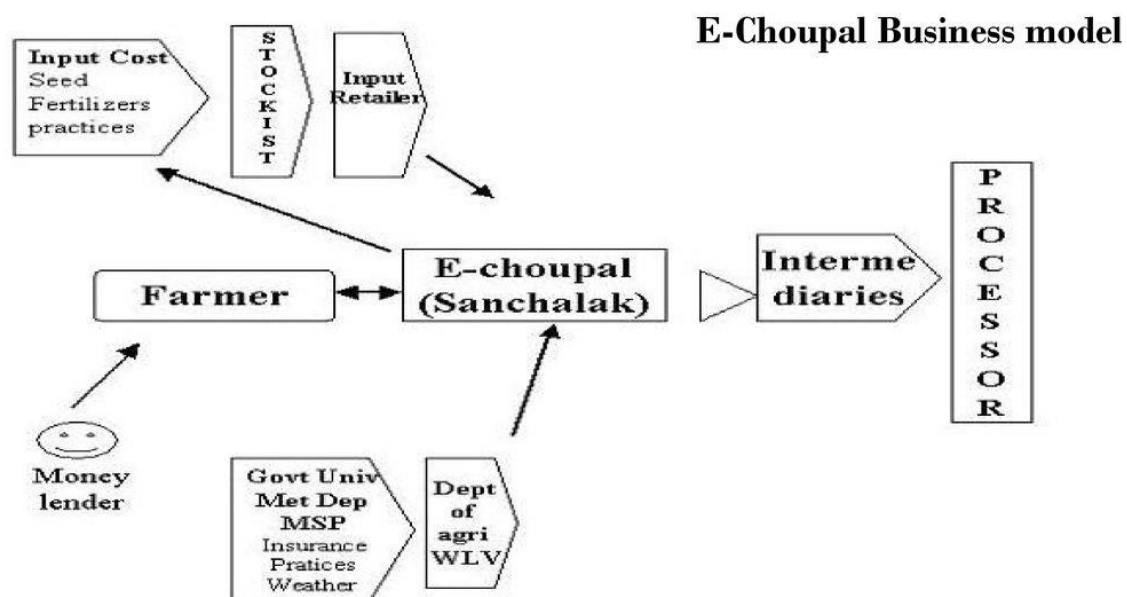 E-Choupal Business model
Input Cost
Seed
Fertilizers
practices
S
T
O
C
K
I
S
T
Input
Retailer
P
R
O
C
E
S
S
O
R
Interme
diaries
E-choupal
(Sanchalak)
Farmer
Money
lender
Govt Univ
Met Dep
MSP
Insurance
Pratices
Weather
Dept
of
agri
WLV